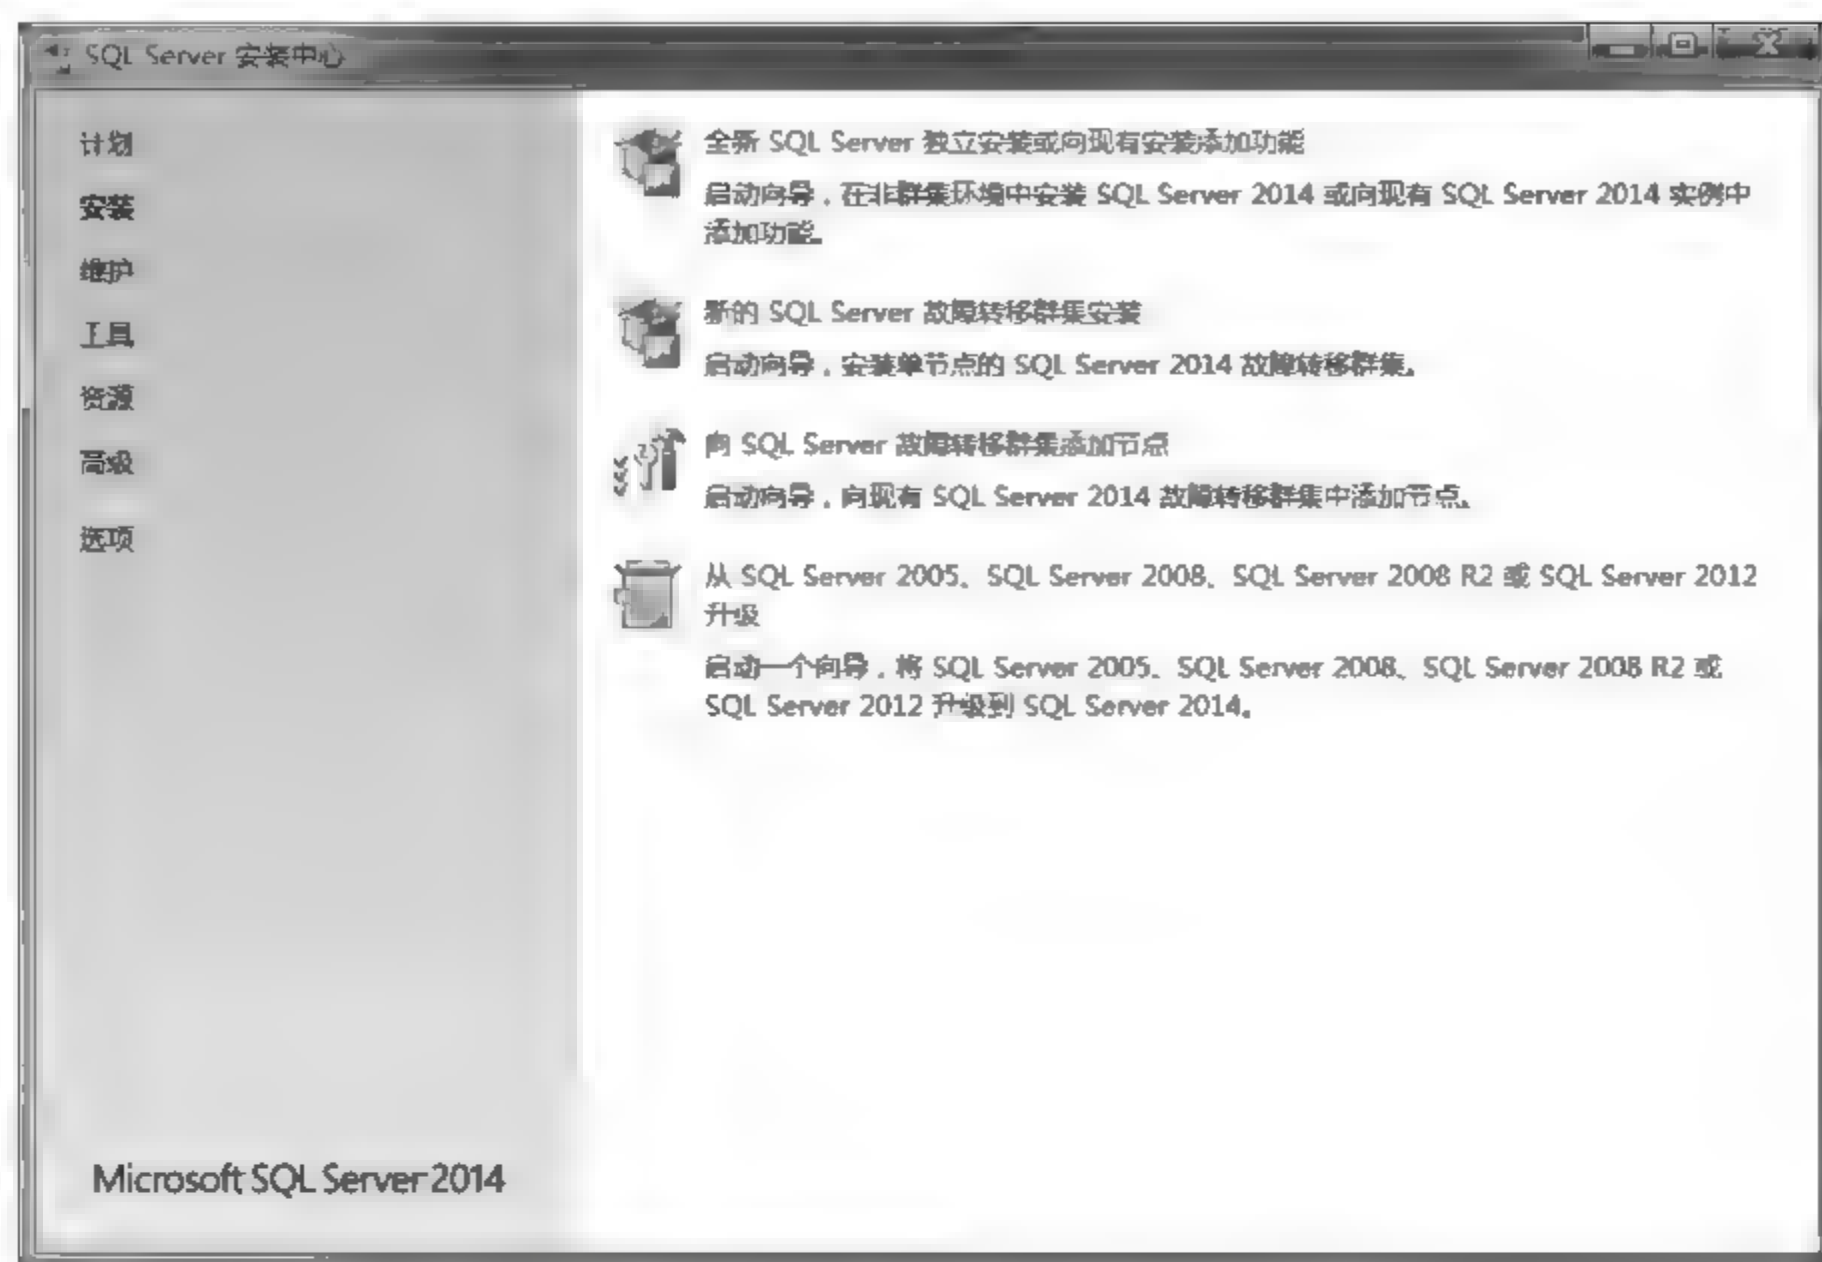 SQL Server 安装中心
计划
安装
维护
工具
资源
高级
选项
Microsoft SQL Server 2014
全新 SQL Server 独立安装或向现有安装添加功能
启动向导，在非群集环境中安装 SQL Server 2014 或向现有 SQL Server 2014 实例中
添加功能。
新的 SQL Server 故障转移群集安装
启动向导，安装单节点的 SQL Server 2014 故障转移群集。
向 SQL Server 故障转移群集添加节点
启动向导，向现有 SQL Server 2014 故障转移群集中添加节点。
从 SQL Server 2005、SQL Server 2008、SQL Server 2008 R2 或 SQL Server 2012
升级
启动一个向导，将 SQL Server 2005、SQL Server 2008、SQL Server 2008 R2 或
SQL Server 2012 升级到 SQL Server 2014。